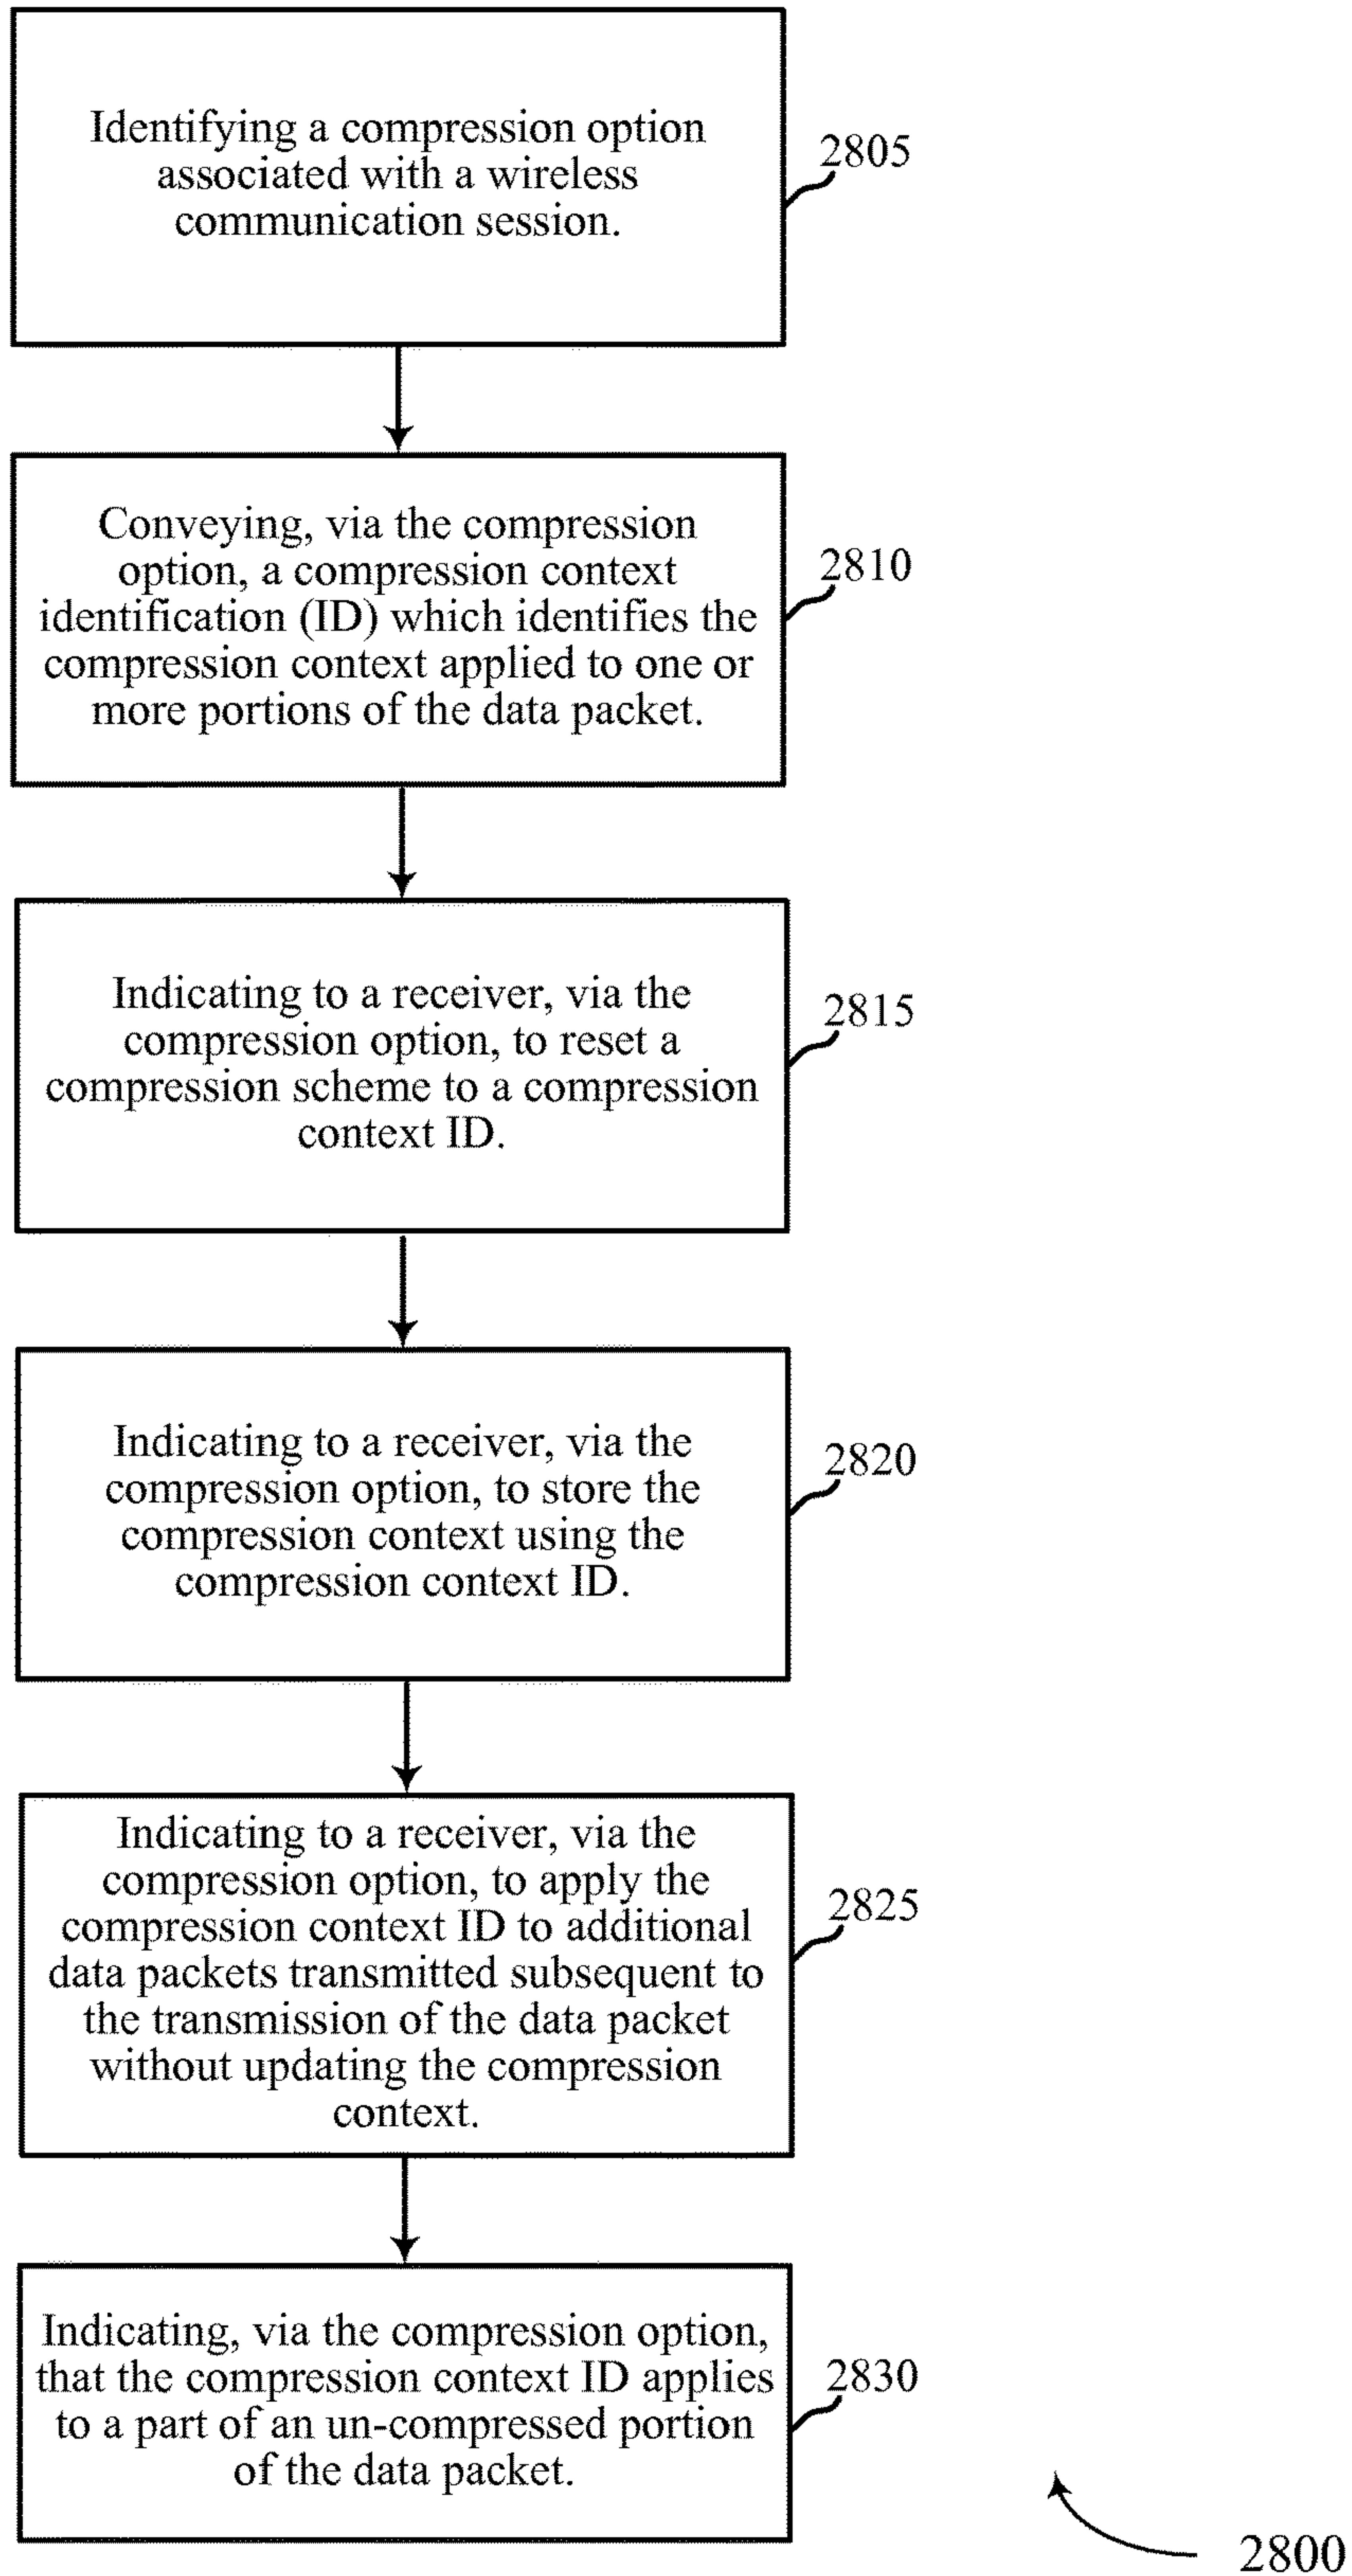 Identifying a compression option
associated with a wireless
communication session.
2805
Conveying, via the compression
option, a compression context
identification (ID) which identifies the
compression context applied to one or
more portions of the data packet.
2810
Indicating to a receiver, via the
compression option, to reset a
compression scheme to a compression
context ID.
2815
Indicating to a receiver, via the
compression option, to store the
compression context using the
compression context ID.
2820
Indicating to a receiver, via the
compression option, to apply the
compression context ID to additional
data packets transmitted subsequent to
the transmission of the data packet
without updating the compression
context.
2825
Indicating, via the compression option,
that the compression context ID applies
to a part of an un-compressed portion
of the data packet.
2830
2800